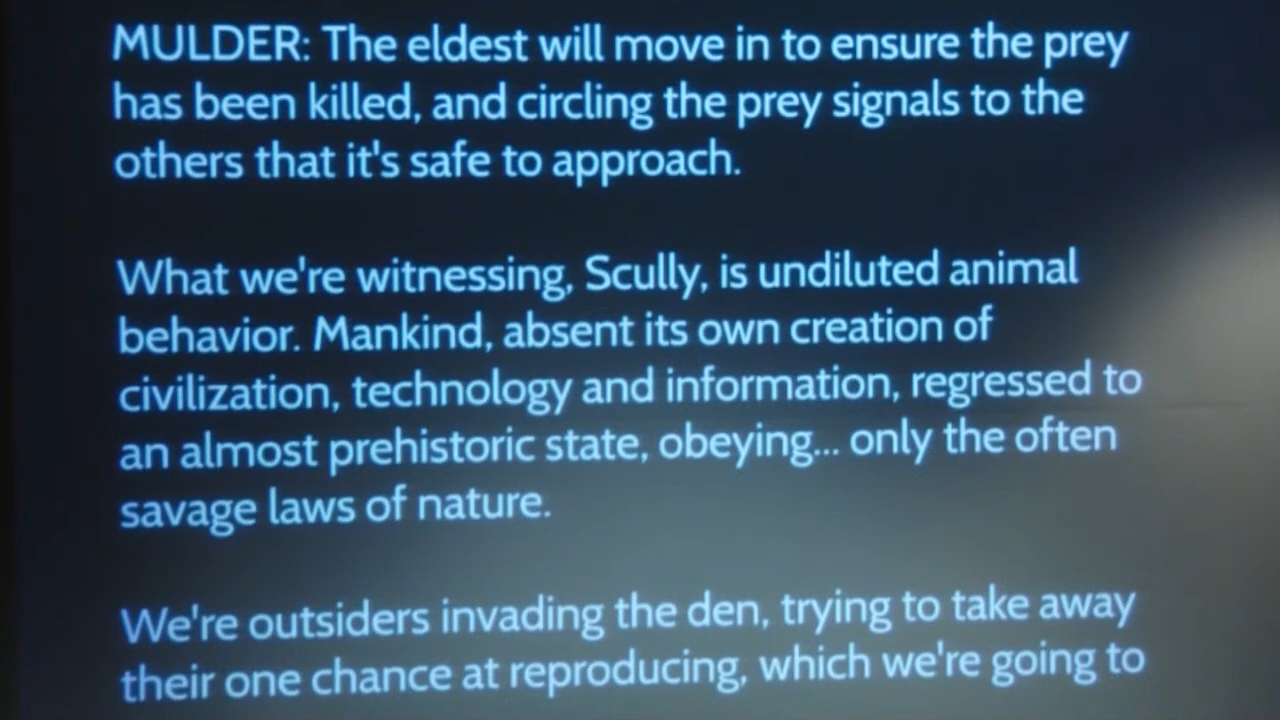 MULDER: The eldest will move in to ensure the prey
has been killed, and circling the prey signals to the
others that it's safe to approach.
What we're witnessing, Scully, is undiluted animal
behavior. Mankind, absent its own creation of
civilization, technology and information, regressed to
an almost prehistoric state, obeying... only the often
savage laws of nature.
We're outsiders invading the den, trying to take away
their one chance at reproducing, which we're going to